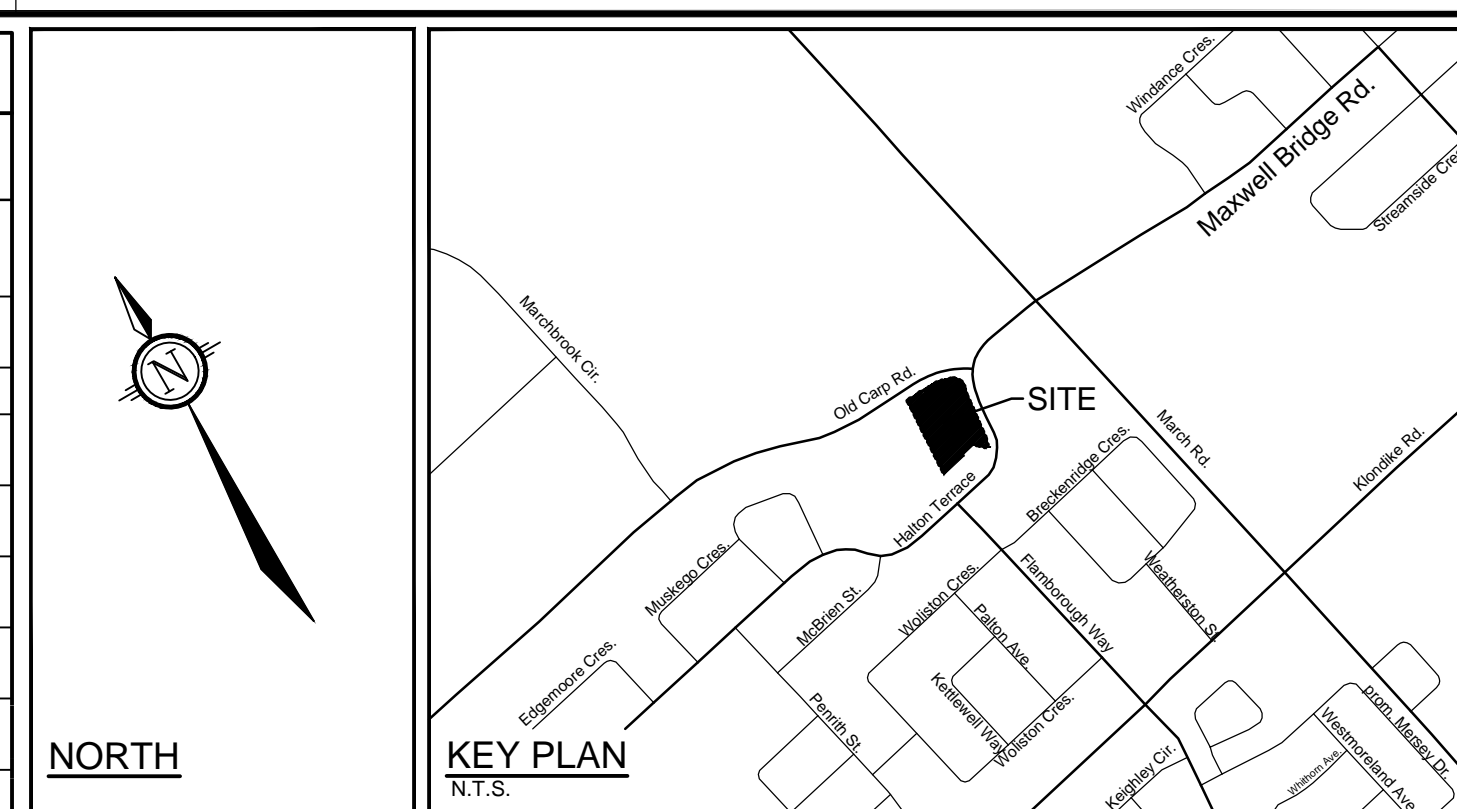 N
NORTH
KEY PLAN
N.T.S.
Windance Cres.
Maxwell Bridge Rd.
Streamside Cres
Marchbrook Cir.
Old Carp Rd.
SITE
March Rd.
Klondike Rd.
Breckenridge Cres.
Halton Terrace
Flamborough Way
Weatherston St.
Muskego Cres.
McBrien St.
Woliston Cres.
Palton Ave.
Kettlewell Way
Woliston Cres.
Edgemoore Cres.
Penrith St.
Keighley Cir.
prom. Mersey Dr.
Westmoreland Ave.
Whithorn Ave.